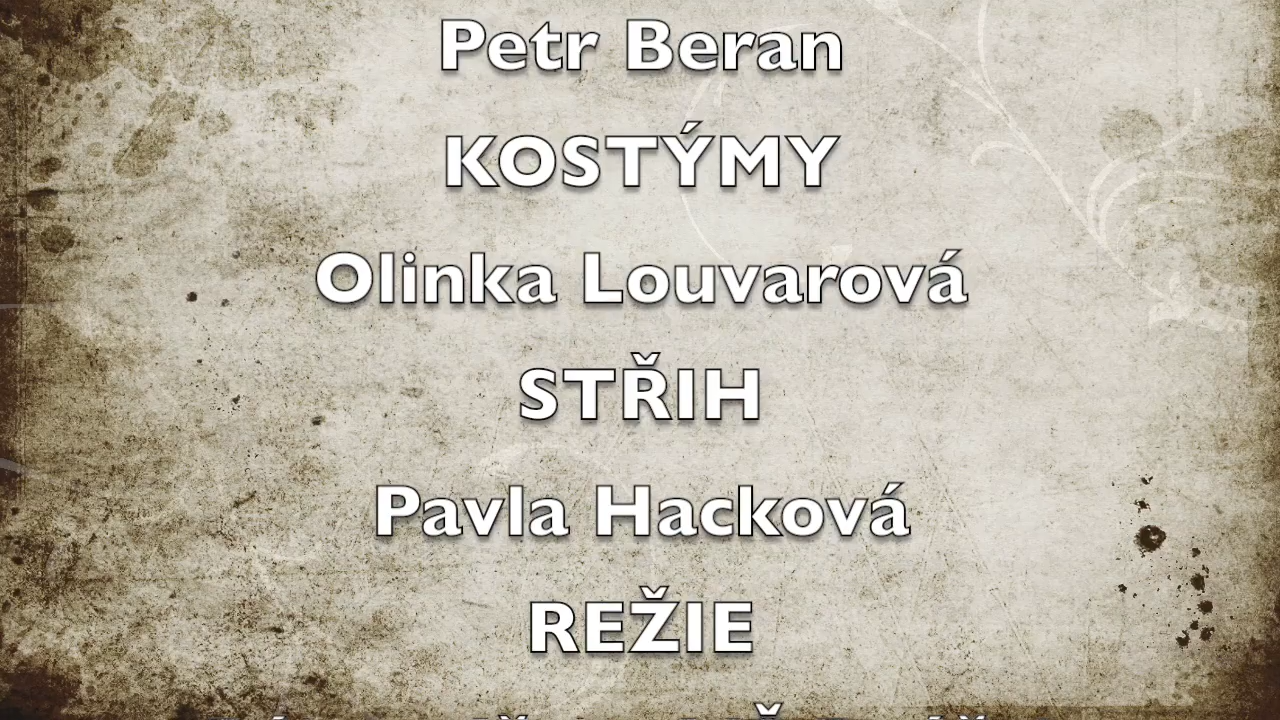 Petr Beran
KOSTÝMY
Olinka Louvarová
STŘIH
Pavla Hacková
REŽIE